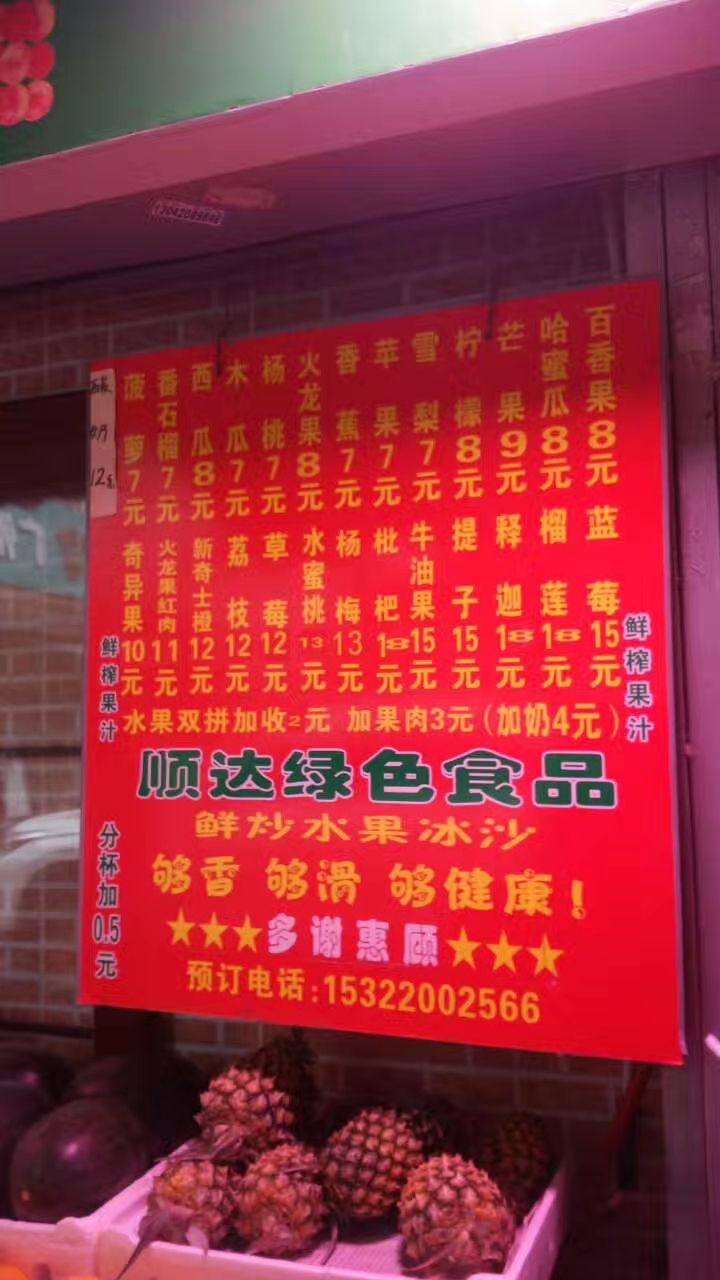 13042089646
菠萝7元
番石榴7元
西瓜8元
木瓜7元
杨桃7元
火龙果8元
香蕉7元
苹果7元
雪梨7元
柠檬8元
芒果9元
哈蜜瓜8元
百香果8元
12元
奇异果10元
火龙果红肉11元
新奇士橙12元
荔枝12元
草莓12元
水蜜桃13元
杨梅13元
枇杷18元
牛油果15元
提子15元
释迦18元
榴莲18元
蓝莓15元
鲜榨果汁
鲜榨果汁
水果双拼加收2元 加果肉3元(加奶4元)
顺达绿色食品
鲜炒水果冰沙
够香 够滑 够健康!
分杯加0.5元
★★★多谢惠顾★★★
预订电话:15322002566